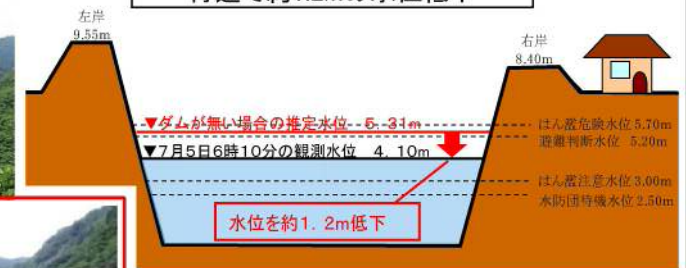 左岸
9.55m
右岸
8.40m
▼ダムが無い場合の推定水位 5.31m
はん濫危険水位 5.70m
避難判断水位 5.20m
▼7月5日6時10分の観測水位 4.10m
はん濫注意水位 3.00m
水防団待機水位 2.50m
水位を約1.2m低下